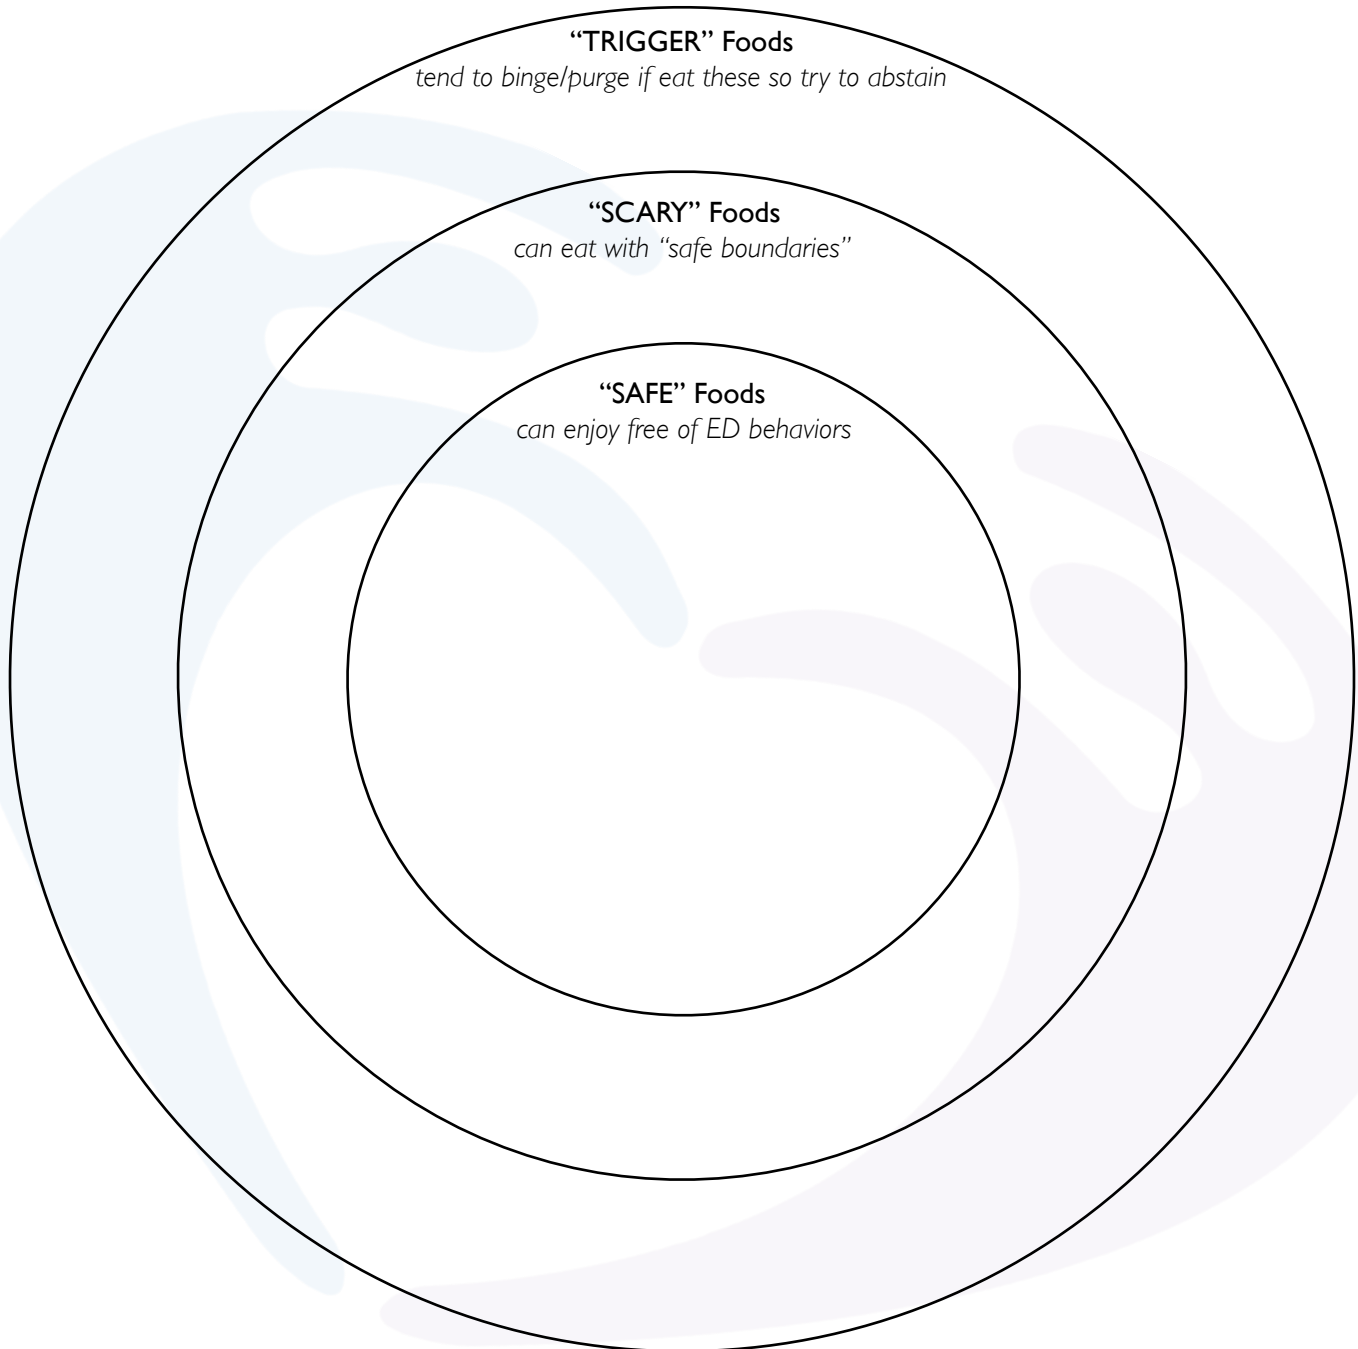 “TRIGGER” Foods
tend to binge/purge if eat these so try to abstain
“SCARY” Foods
can eat with “safe boundaries”
“SAFE” Foods
can enjoy free of ED behaviors